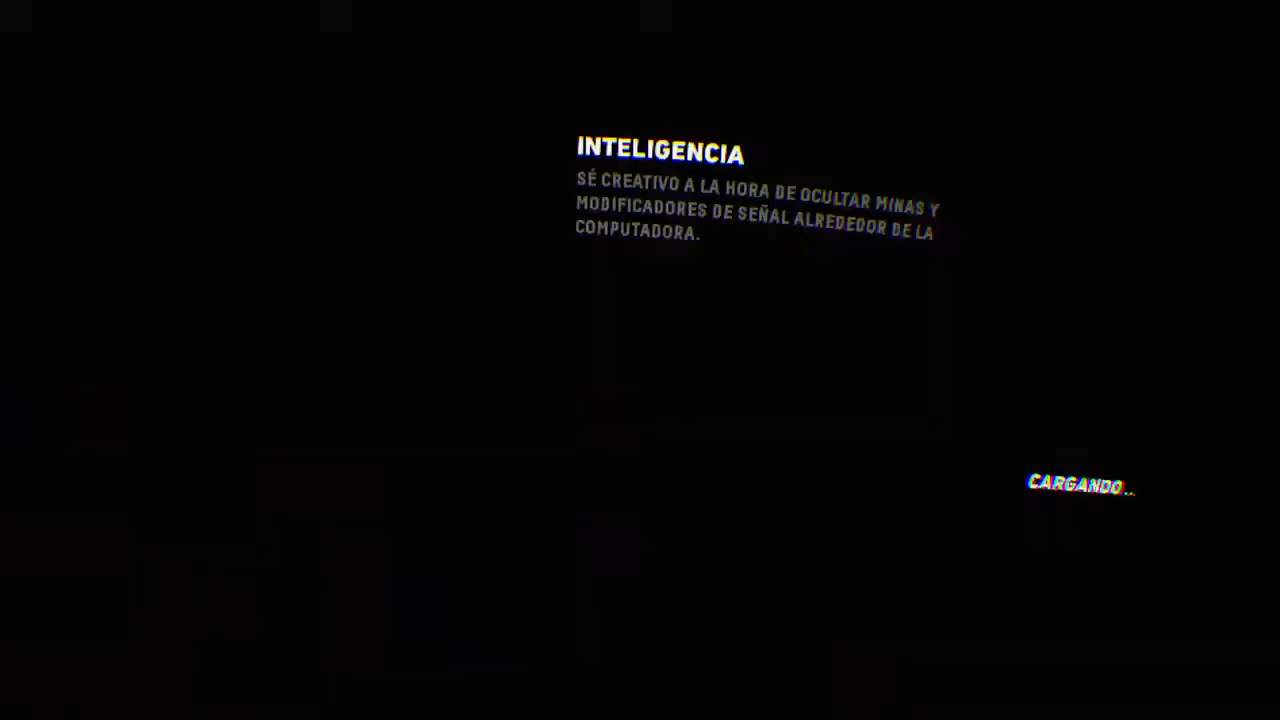 INTELIGENCIA
SÉ CREATIVO A LA HORA DE OCULTAR MINAS Y
MODIFICADORES DE SEÑAL ALREDEDOR DE LA
COMPUTADORA.
CARGANDO..